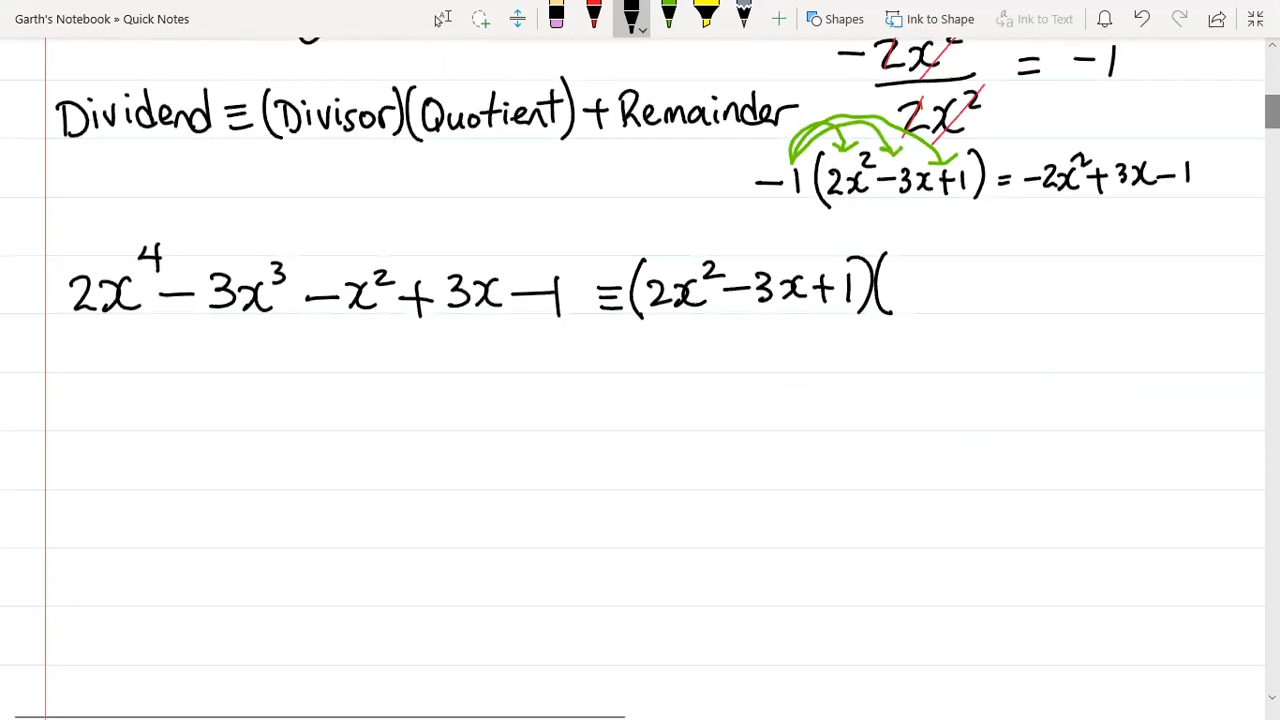 Garth's Notebook » Quick Notes
Shapes Ink to Shape Ink to Text
-2x² / 2x² = -1
Dividend ≡ (Divisor)(Quotient) + Remainder
-1(2x²-3x+1) = -2x²+3x-1
2x⁴ - 3x³ - x² + 3x - 1 ≡ (2x² - 3x + 1)(